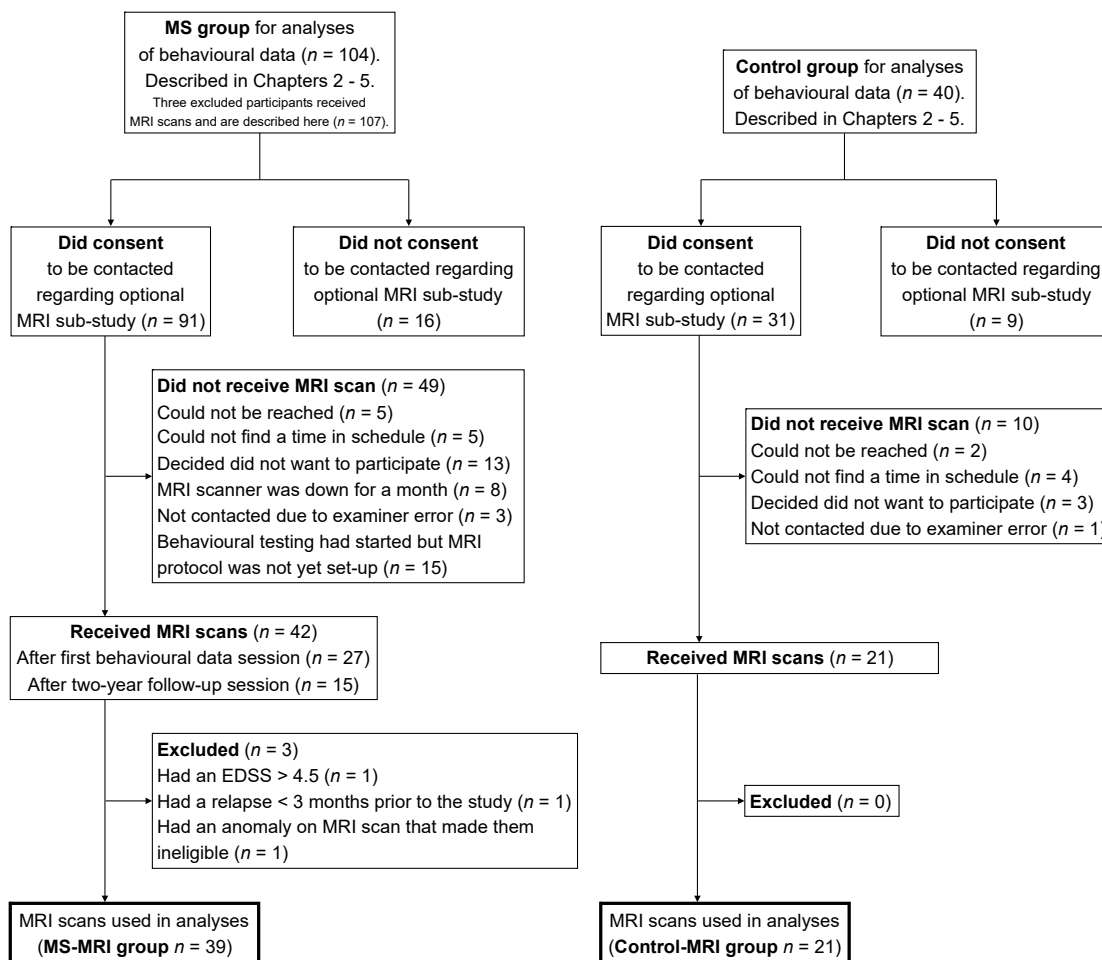 MS group for analyses
of behavioural data (n = 104).
Described in Chapters 2 - 5.
Three excluded participants received
MRI scans and are described here (n = 107).
Did consent
to be contacted
regarding optional
MRI sub-study (n = 91)
Did not consent
to be contacted regarding
optional MRI sub-study
(n = 16)
Did not receive MRI scan (n = 49)
Could not be reached (n = 5)
Could not find a time in schedule (n = 5)
Decided did not want to participate (n = 13)
MRI scanner was down for a month (n = 8)
Not contacted due to examiner error (n = 3)
Behavioural testing had started but MRI
protocol was not yet set-up (n = 15)
Received MRI scans (n = 42)
After first behavioural data session (n = 27)
After two-year follow-up session (n = 15)
Excluded (n = 3)
Had an EDSS > 4.5 (n = 1)
Had a relapse < 3 months prior to the study (n = 1)
Had an anomaly on MRI scan that made them
ineligible (n = 1)
MRI scans used in analyses
(MS-MRI group n = 39)
Control group for analyses
of behavioural data (n = 40).
Described in Chapters 2 - 5.
Did consent
to be contacted
regarding optional
MRI sub-study (n = 31)
Did not consent
to be contacted regarding
optional MRI sub-study
(n = 9)
Did not receive MRI scan (n = 10)
Could not be reached (n = 2)
Could not find a time in schedule (n = 4)
Decided did not want to participate (n = 3)
Not contacted due to examiner error (n = 1)
Received MRI scans (n = 21)
Excluded (n = 0)
MRI scans used in analyses
(Control-MRI group n = 21)